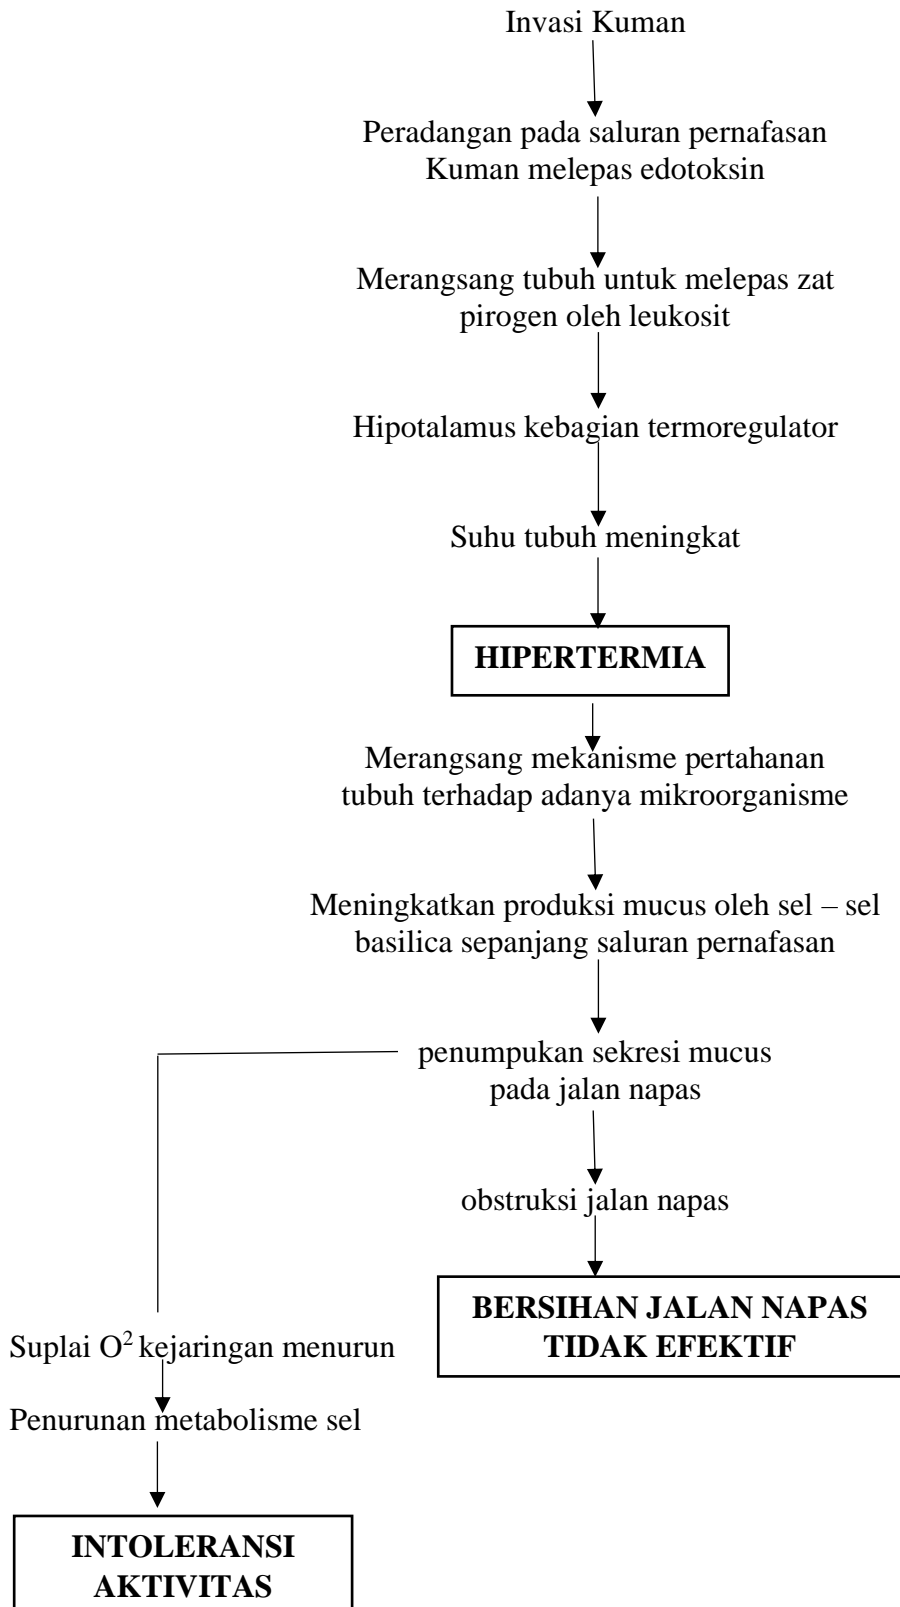 Invasi Kuman
Peradangan pada saluran pernafasan
Kuman melepas edotoksin
Merangsang tubuh untuk melepas zat
pirogen oleh leukosit
Hipotalamus kebagian termoregulator
Suhu tubuh meningkat
HIPERTERMIA
Merangsang mekanisme pertahanan
tubuh terhadap adanya mikroorganisme
Meningkatkan produksi mucus oleh sel – sel
basilica sepanjang saluran pernafasan
penumpukan sekresi mucus
pada jalan napas
obstruksi jalan napas
BERSIHAN JALAN NAPAS
TIDAK EFEKTIF
Suplai O² kejaringan menurun
Penurunan metabolisme sel
INTOLERANSI
AKTIVITAS